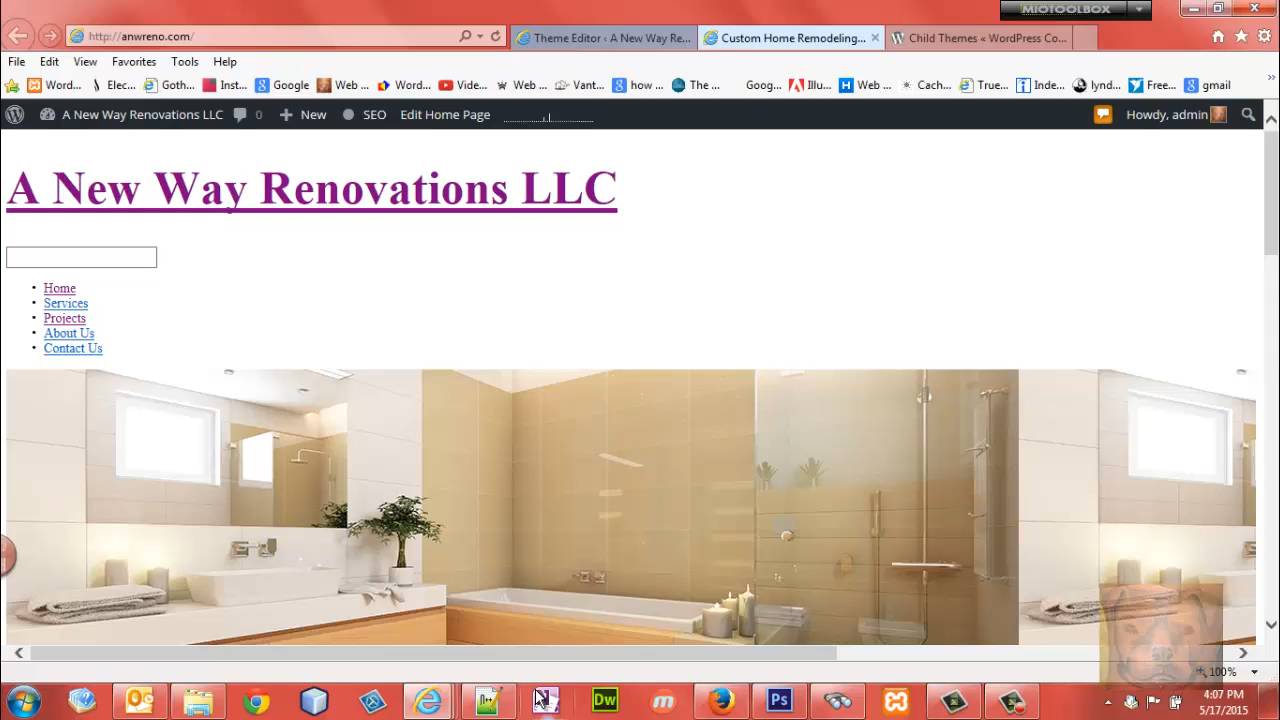 MIOTOOLBOX
http://anwreno.com/
Theme Editor ‹ A New Way Re...
Custom Home Remodeling...
Child Themes « WordPress Co...
File Edit View Favorites Tools Help
Word... Elec... Goth... Inst... Google Web ... Word... Vide... Web ... Vant... how ... The ... Goog... Illu... Web ... Cach... True... Inde... lynd... Free... gmail
A New Way Renovations LLC 0 New SEO Edit Home Page Howdy, admin
A New Way Renovations LLC
Home
Services
Projects
About Us
Contact Us
100%
Dw
Ps
4:07 PM
5/17/2015